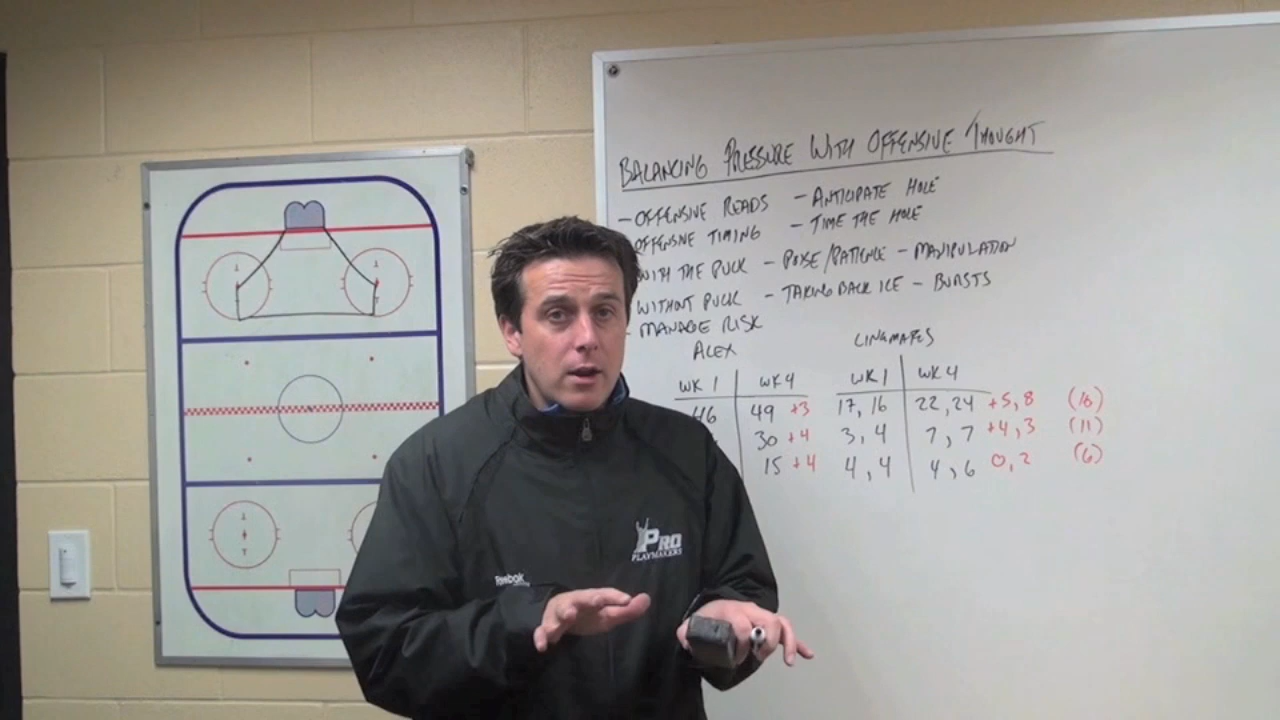 BALANCING PRESSURE WITH OFFENSIVE THOUGHT
- OFFENSIVE READS - ANTICIPATE HOLE
OFFENSIVE TIMING - TIME THE HOLE
WITH THE PUCK - POISE/PATIENCE - MANIPULATION
WITHOUT PUCK - TAKING BACK ICE - BURSTS
- MANAGE RISK
ALEX LINEMATES
WK 1 WK 4 WK 1 WK 4
46 49 +3 17, 16 22, 24 +5, 8 (16)
30 +4 3, 4 7, 7 +4, 3 (11)
15 +4 4, 4 4, 6 0, 2 (6)
PRO
PLAYMAKERS
Reebok